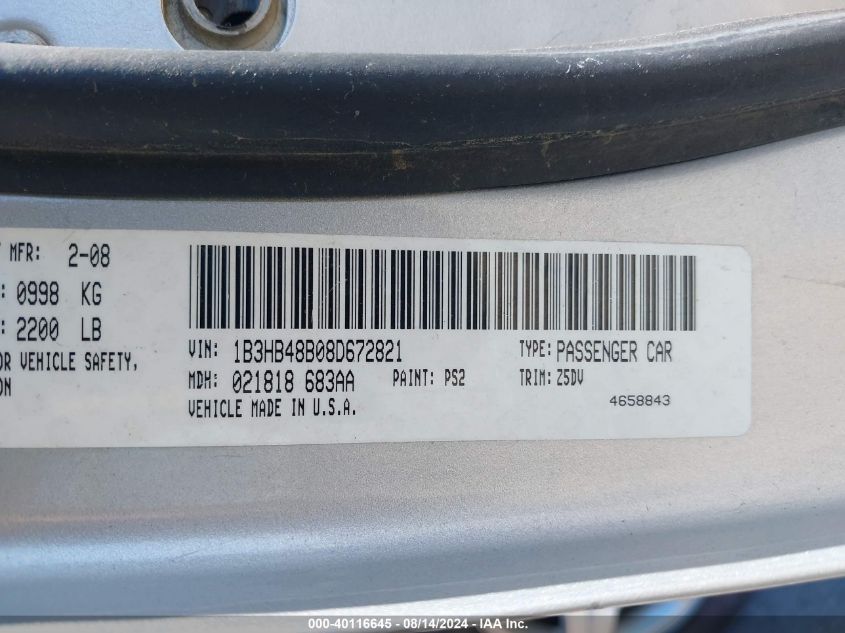 MFR: 2-08
: 0998 KG
: 2200 LB
OR VEHICLE SAFETY,
ON
VIN: 1B3HB48B08D672821 TYPE: PASSENGER CAR
MDH: 021818 683AA PAINT: PS2 TRIM: Z5DV
VEHICLE MADE IN U.S.A. 4658843
000-40116645 - 08/14/2024 - IAA Inc.